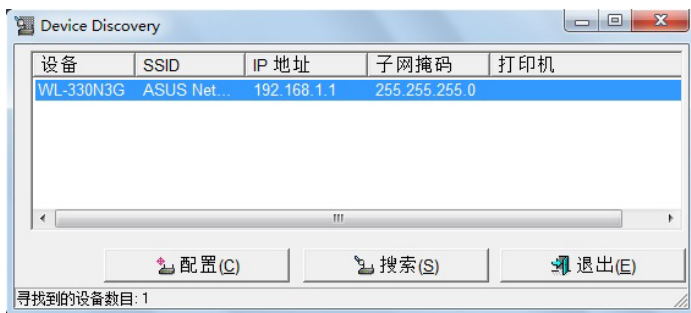 Device Discovery
设备 SSID IP 地址 子网掩码 打印机
WL-330N3G ASUS Net... 192.168.1.1 255.255.255.0
配置(C) 搜索(S) 退出(E)
寻找到的设备数目: 1